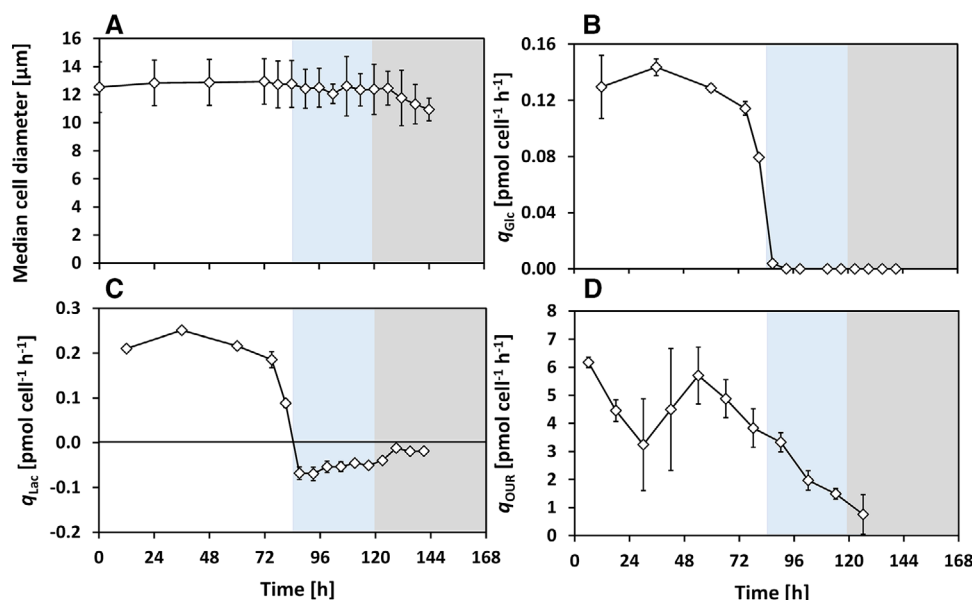 A
Median cell diameter [µm]
16
14
12
10
8
6
4
2
0
0 24 48 72 96 120 144 168
B
qGlc [pmol cell-1 h-1]
0.16
0.12
0.08
0.04
0.00
0 24 48 72 96 120 144 168
C
qLac [pmol cell-1 h-1]
0.3
0.2
0.1
0.0
-0.1
-0.2
0 24 48 72 96 120 144 168
Time [h]
D
qOUR [pmol cell-1 h-1]
8
7
6
5
4
3
2
1
0
0 24 48 72 96 120 144 168
Time [h]